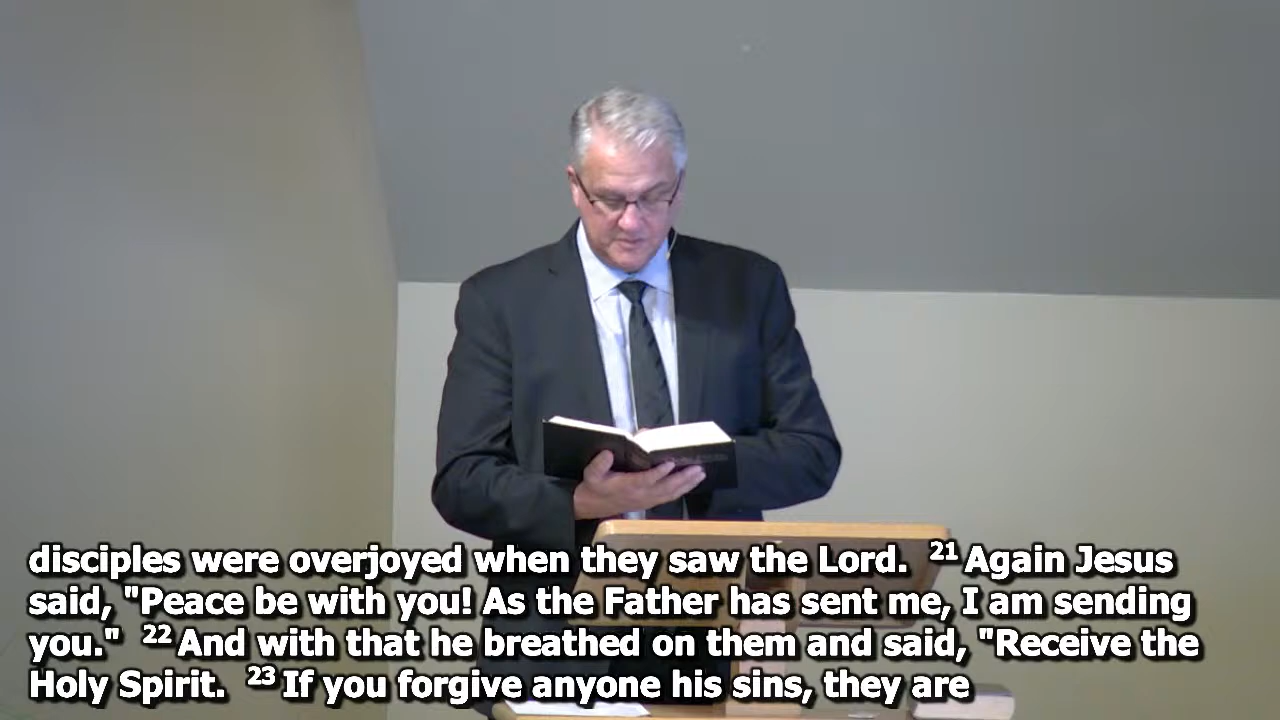 disciples were overjoyed when they saw the Lord. 21 Again Jesus
said, "Peace be with you! As the Father has sent me, I am sending
you." 22 And with that he breathed on them and said, "Receive the
Holy Spirit. 23 If you forgive anyone his sins, they are